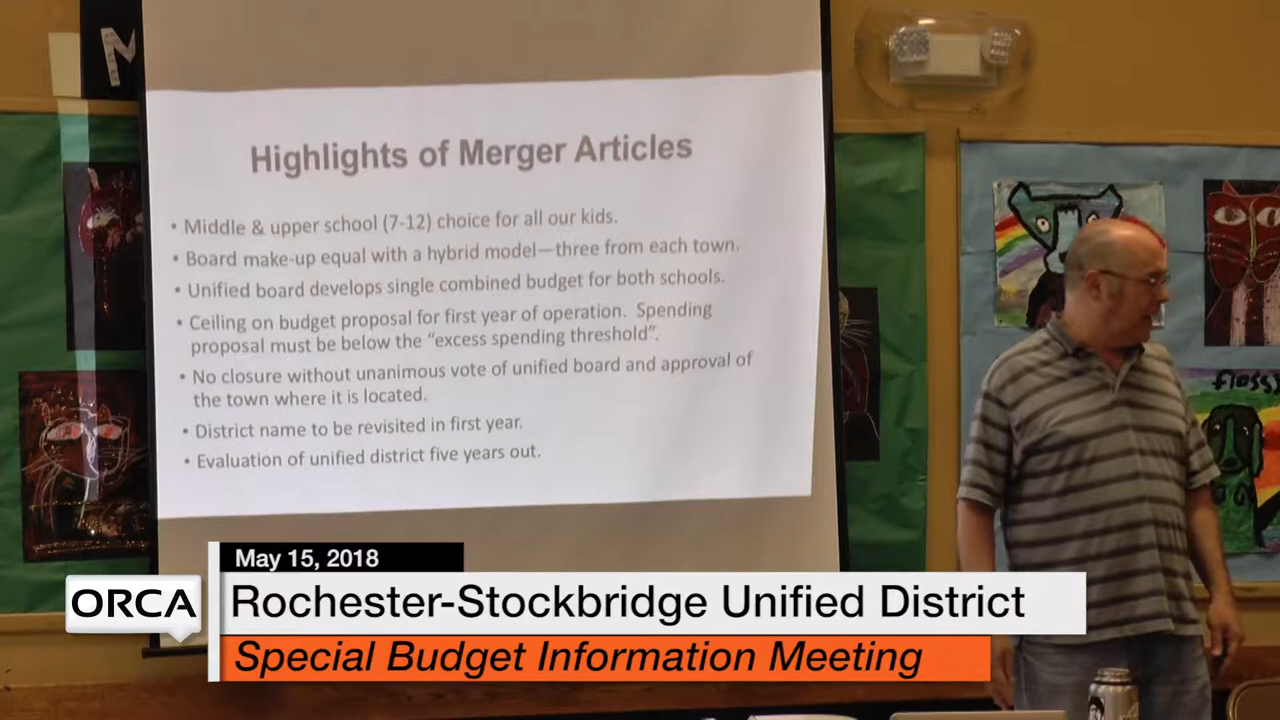 M
Highlights of Merger Articles
• Middle & upper school (7-12) choice for all our kids.
• Board make-up equal with a hybrid model—three from each town.
• Unified board develops single combined budget for both schools.
• Ceiling on budget proposal for first year of operation. Spending
proposal must be below the “excess spending threshold”.
• No closure without unanimous vote of unified board and approval of
the town where it is located.
• District name to be revisited in first year.
• Evaluation of unified district five years out.
flossy
May 15, 2018
ORCA
Rochester-Stockbridge Unified District
Special Budget Information Meeting